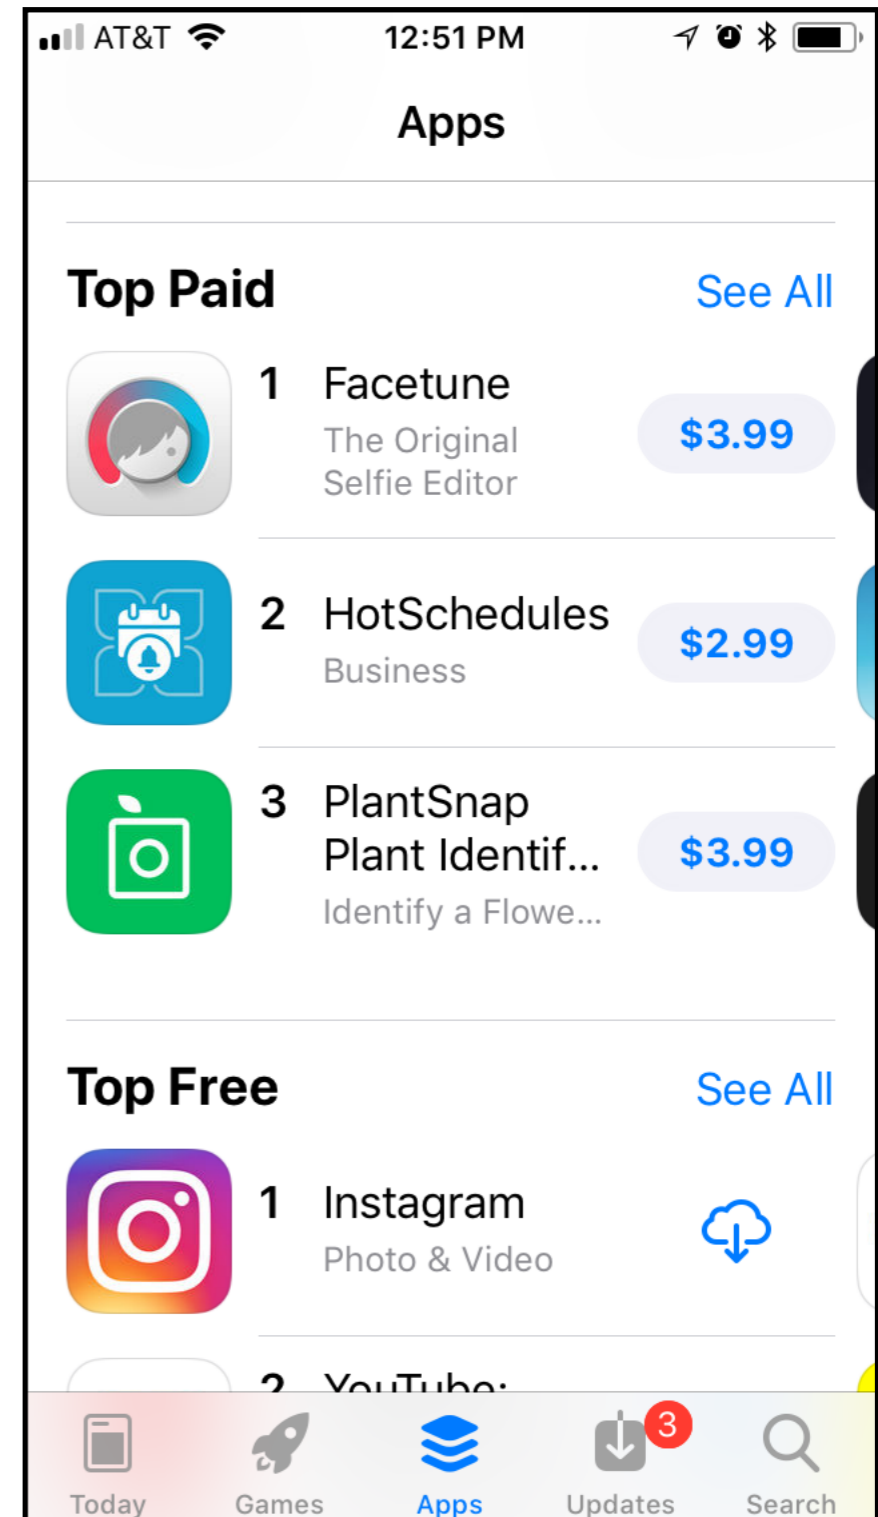 AT&T 12:51 PM
Apps
Top Paid See All
1 Facetune
The Original
Selfie Editor
$3.99
2 HotSchedules
Business
$2.99
3 PlantSnap
Plant Identif...
Identify a Flowe...
$3.99
Top Free See All
1 Instagram
Photo & Video
2 YouTube:
3
Today Games Apps Updates Search